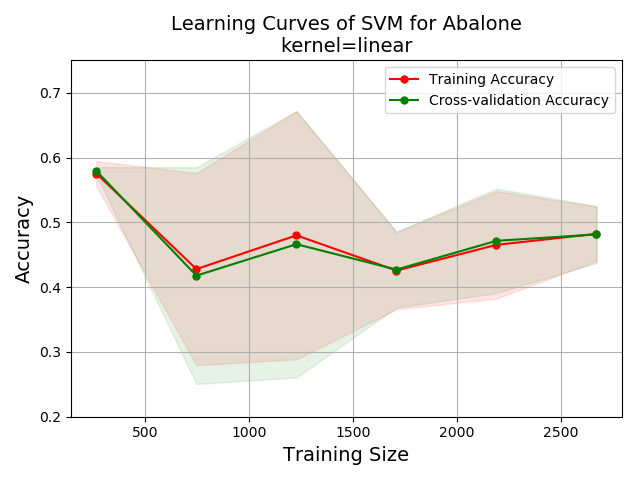 Learning Curves of SVM for Abalone
kernel=linear
Training Accuracy
Cross-validation Accuracy
Accuracy
0.7
0.6
0.5
0.4
0.3
0.2
500
1000
1500
2000
2500
Training Size